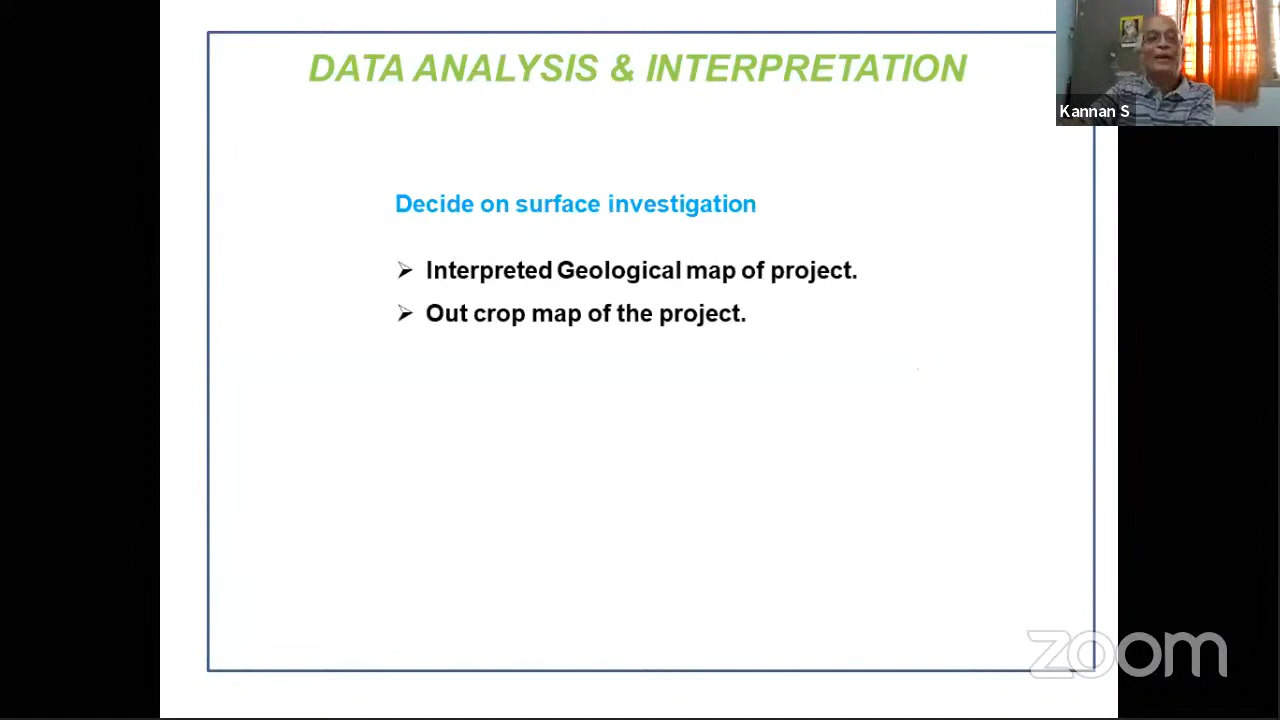 DATA ANALYSIS & INTERPRETATION
Kannan S
Decide on surface investigation
➢ Interpreted Geological map of project.
➢ Out crop map of the project.
zoom